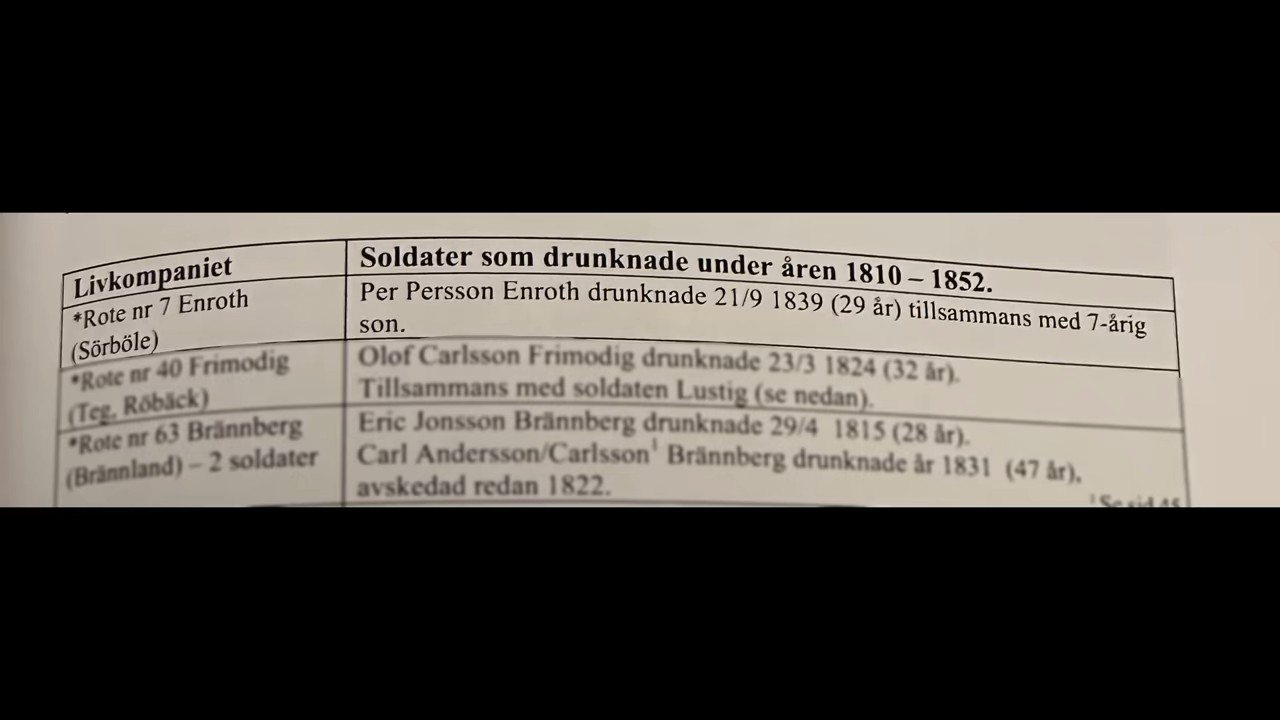 Livkompaniet
Soldater som drunknade under åren 1810 – 1852.
*Rote nr 7 Enroth
(Sörböle)
Per Persson Enroth drunknade 21/9 1839 (29 år) tillsammans med 7-årig
son.
*Rote nr 40 Frimodig
(Teg, Röbäck)
Olof Carlsson Frimodig drunknade 23/3 1824 (32 år).
Tillsammans med soldaten Lustig (se nedan).
*Rote nr 63 Brännberg
(Brännland) – 2 soldater
Eric Jonsson Brännberg drunknade 29/4 1815 (28 år).
Carl Andersson/Carlsson¹ Brännberg drunknade år 1831 (47 år),
avskedad redan 1822.
¹ Se sid